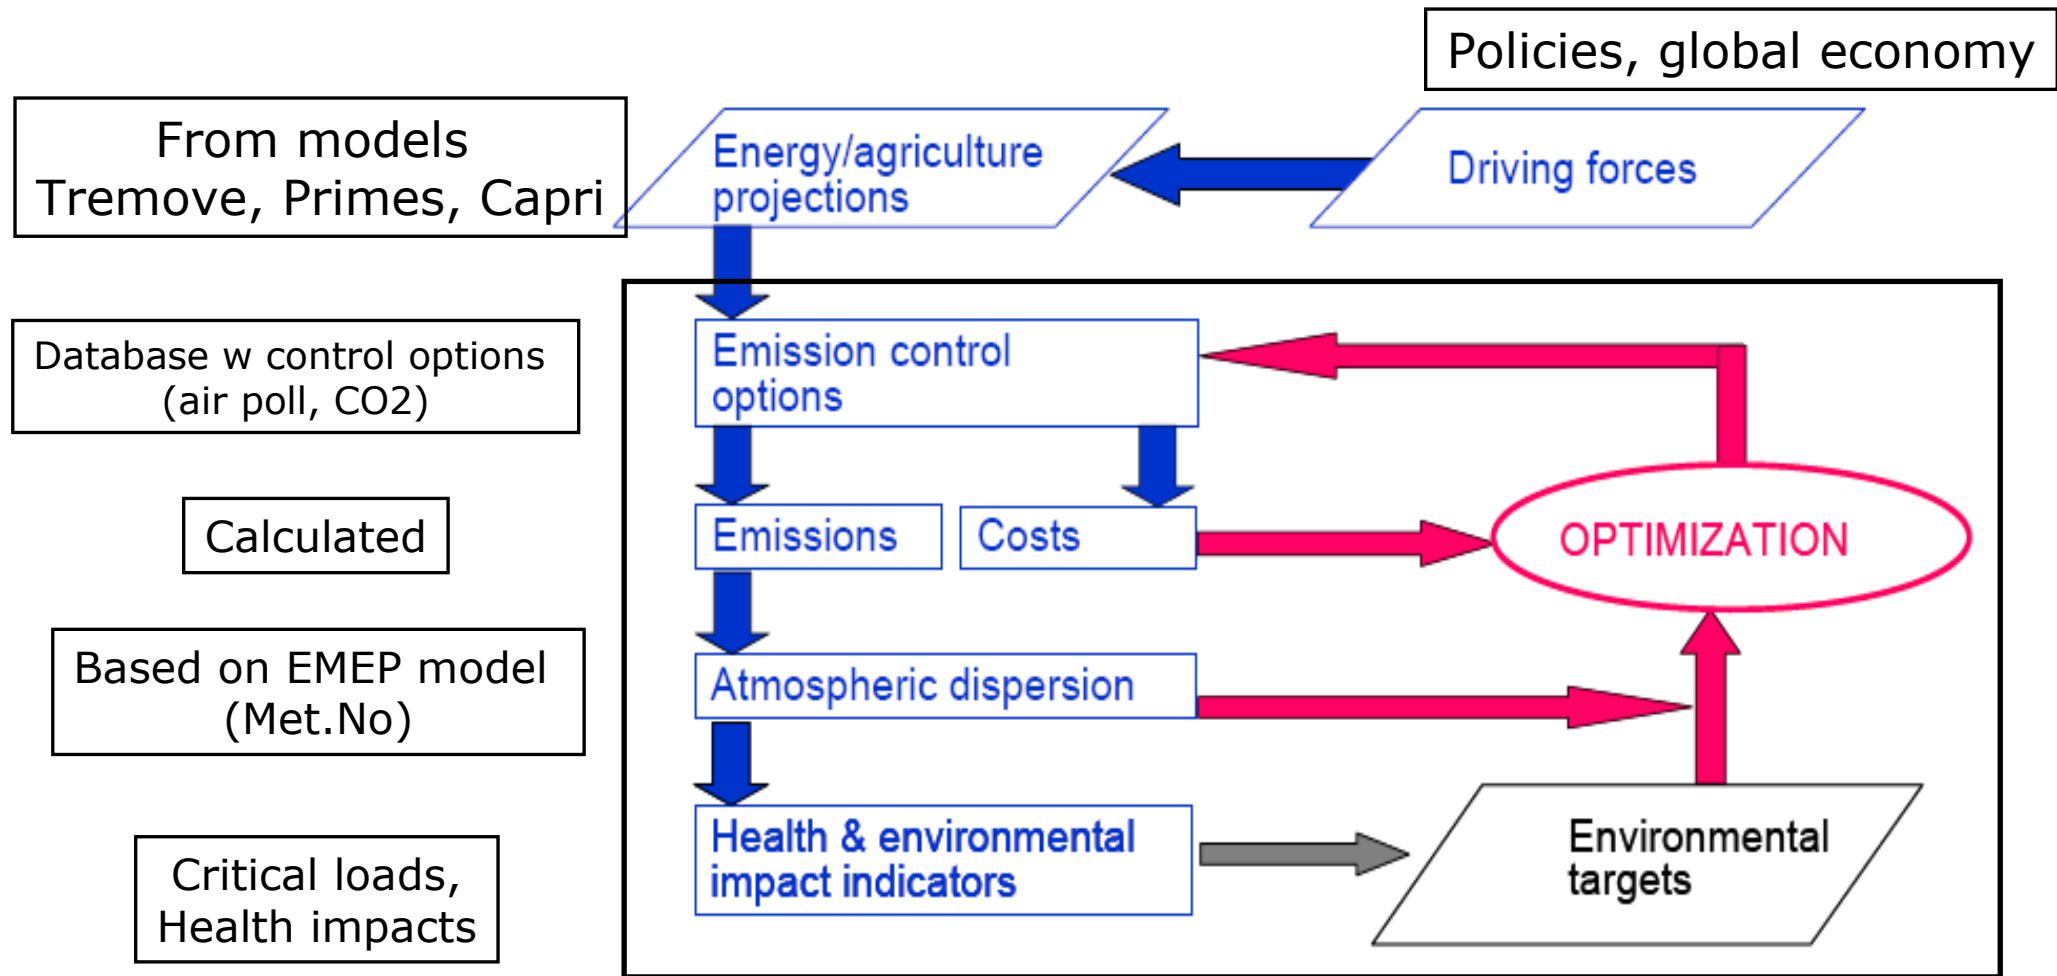 Policies, global economy
From models
Tremove, Primes, Capri
Energy/agriculture
projections
Driving forces
Database w control options
(air poll, CO2)
Emission control
options
Calculated
Emissions
Costs
OPTIMIZATION
Based on EMEP model
(Met.No)
Atmospheric dispersion
Critical loads,
Health impacts
Health & environmental
impact indicators
Environmental
targets